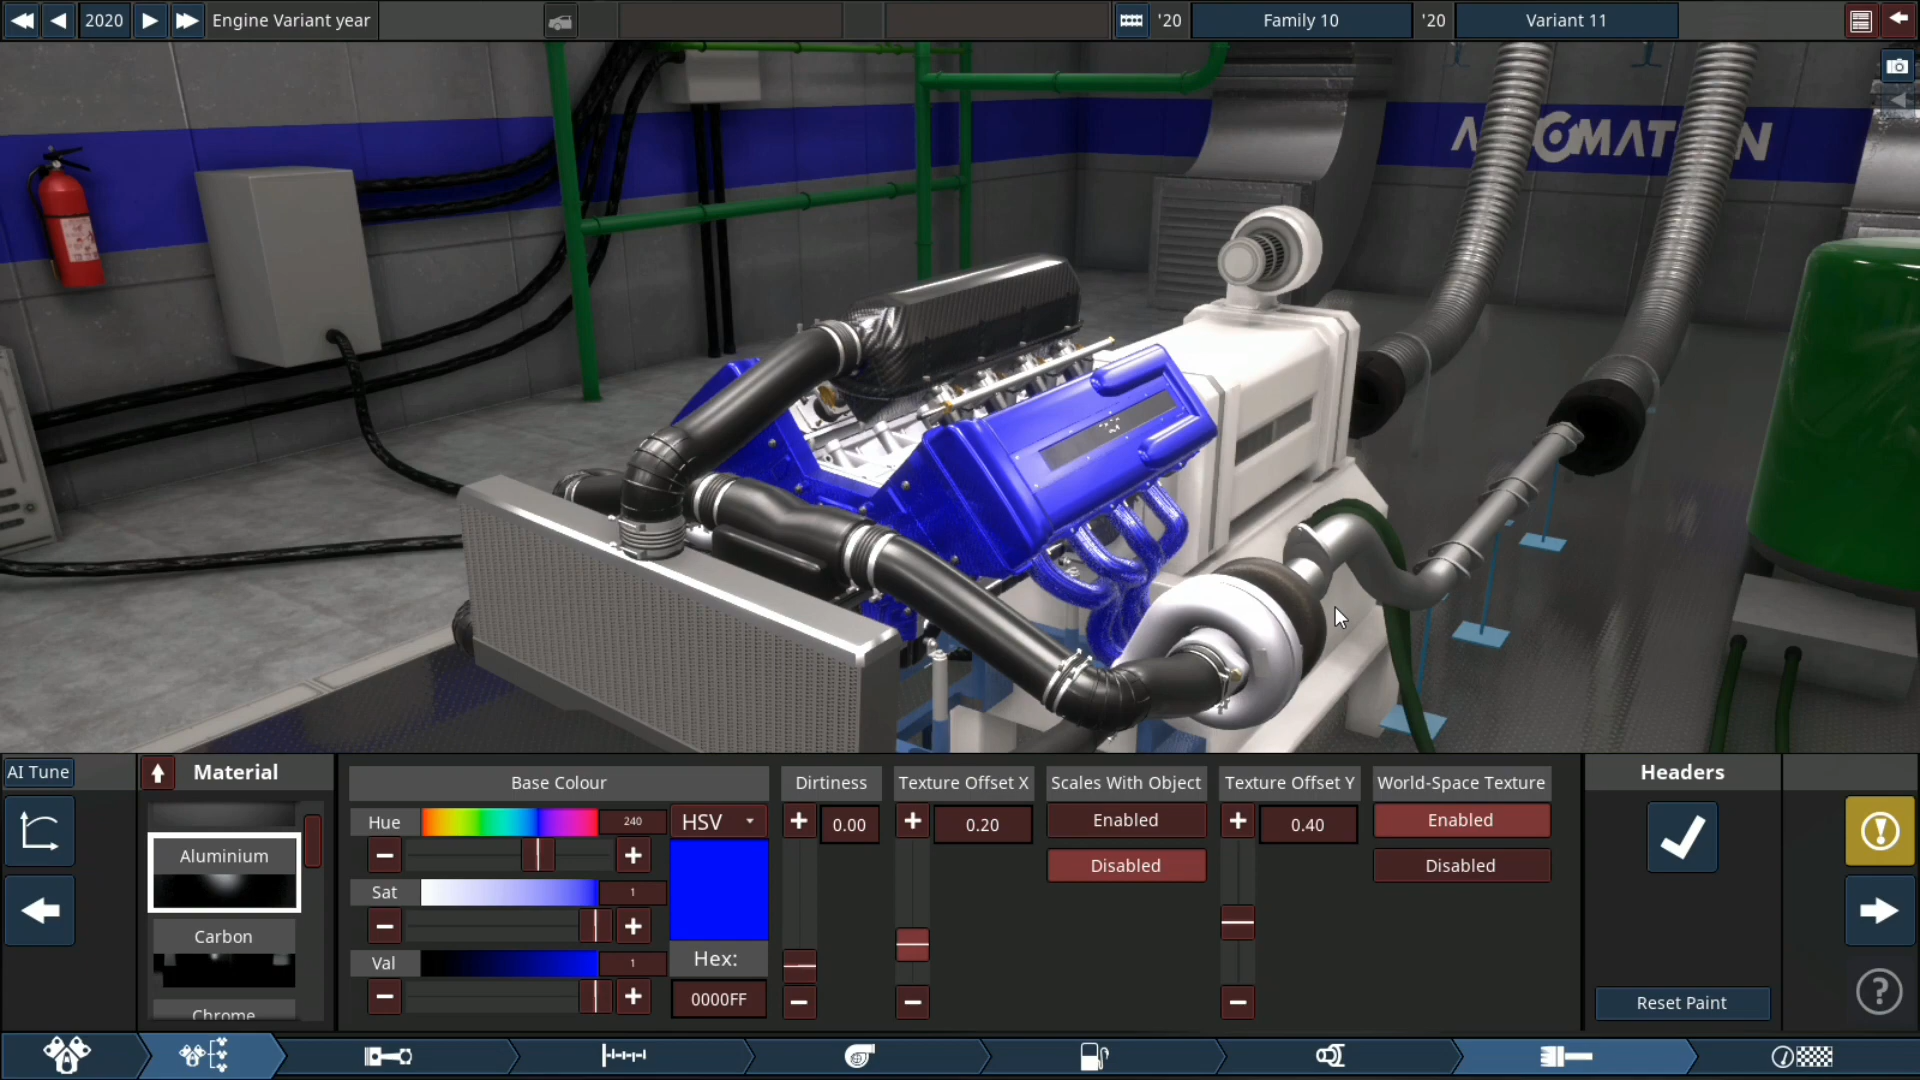 2020 Engine Variant year '20 Family 10 '20 Variant 11
AUTOMATION
AI Tune
Material
Aluminium
Carbon
Chrome
Base Colour
Hue 240 HSV
Sat 1
Val 1
Hex:
0000FF
Dirtiness
0.00
Texture Offset X
0.20
Scales With Object
Enabled
Disabled
Texture Offset Y
0.40
World-Space Texture
Enabled
Disabled
Headers
Reset Paint
?